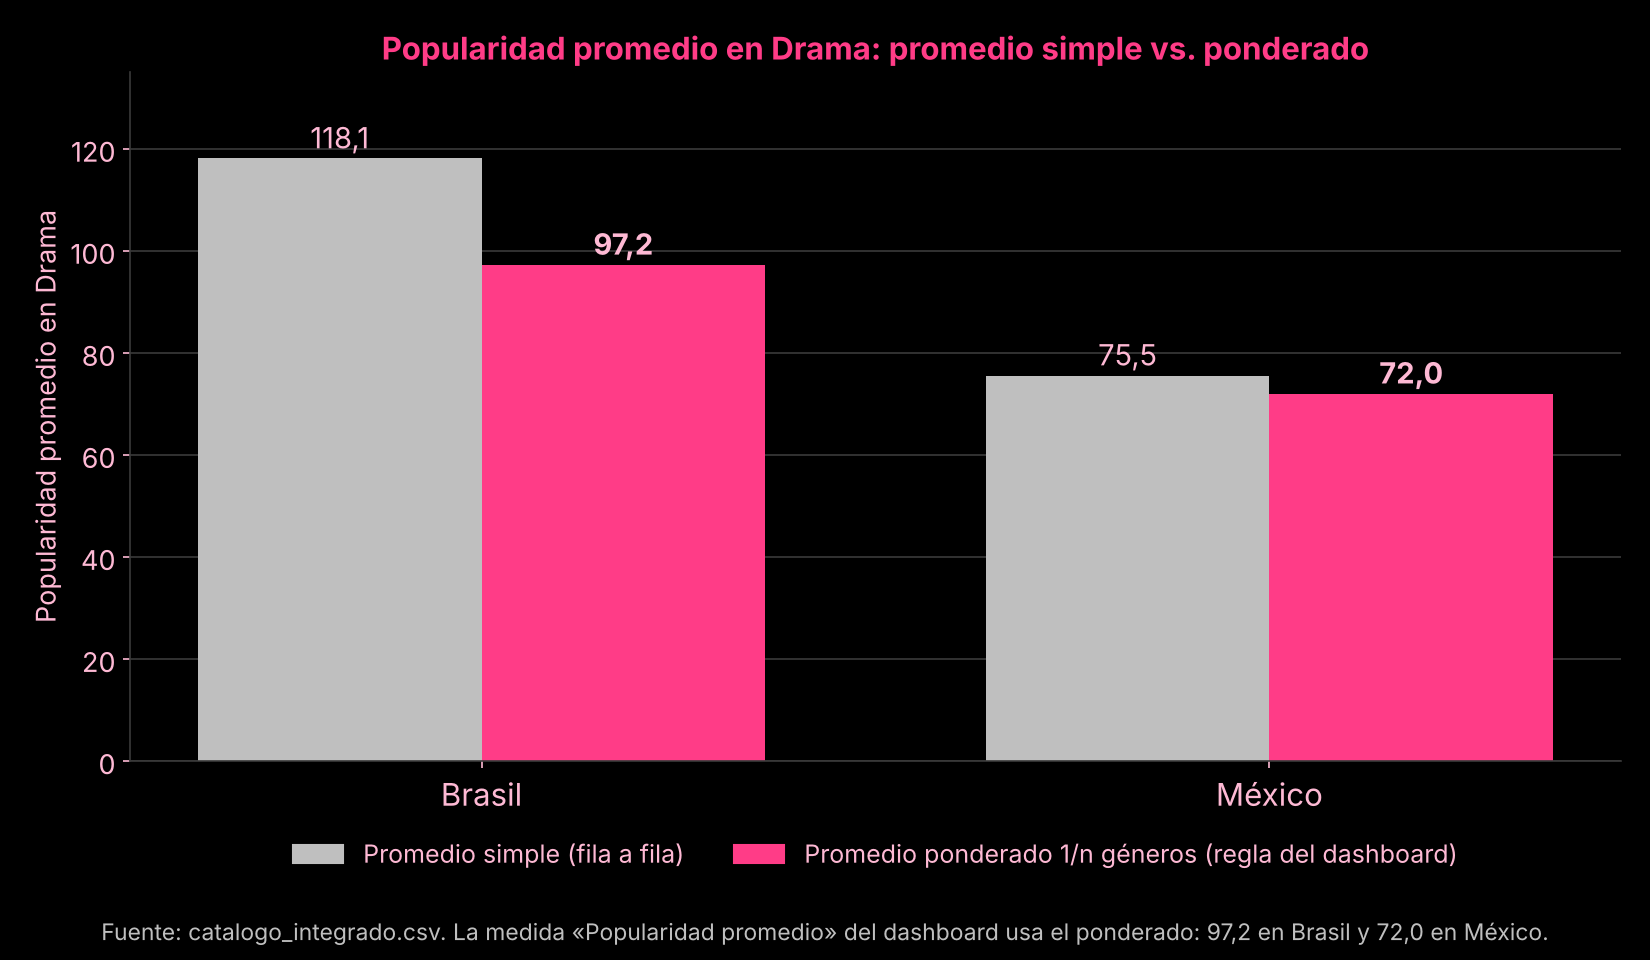 Popularidad promedio en Drama: promedio simple vs. ponderado
Popularidad promedio en Drama
120
100
80
60
40
20
0
118,1
97,2
75,5
72,0
Brasil
México
Promedio simple (fila a fila)
Promedio ponderado 1/n géneros (regla del dashboard)
Fuente: catalogo_integrado.csv. La medida «Popularidad promedio» del dashboard usa el ponderado: 97,2 en Brasil y 72,0 en México.